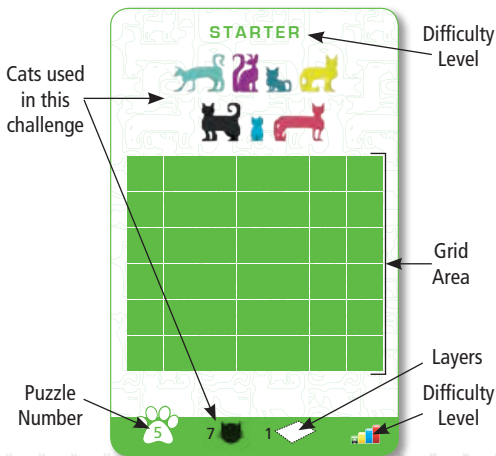 STARTER
Difficulty
Level
Cats used
in this
challenge
Grid
Area
Layers
Puzzle
Number
Difficulty
Level
5
7
1